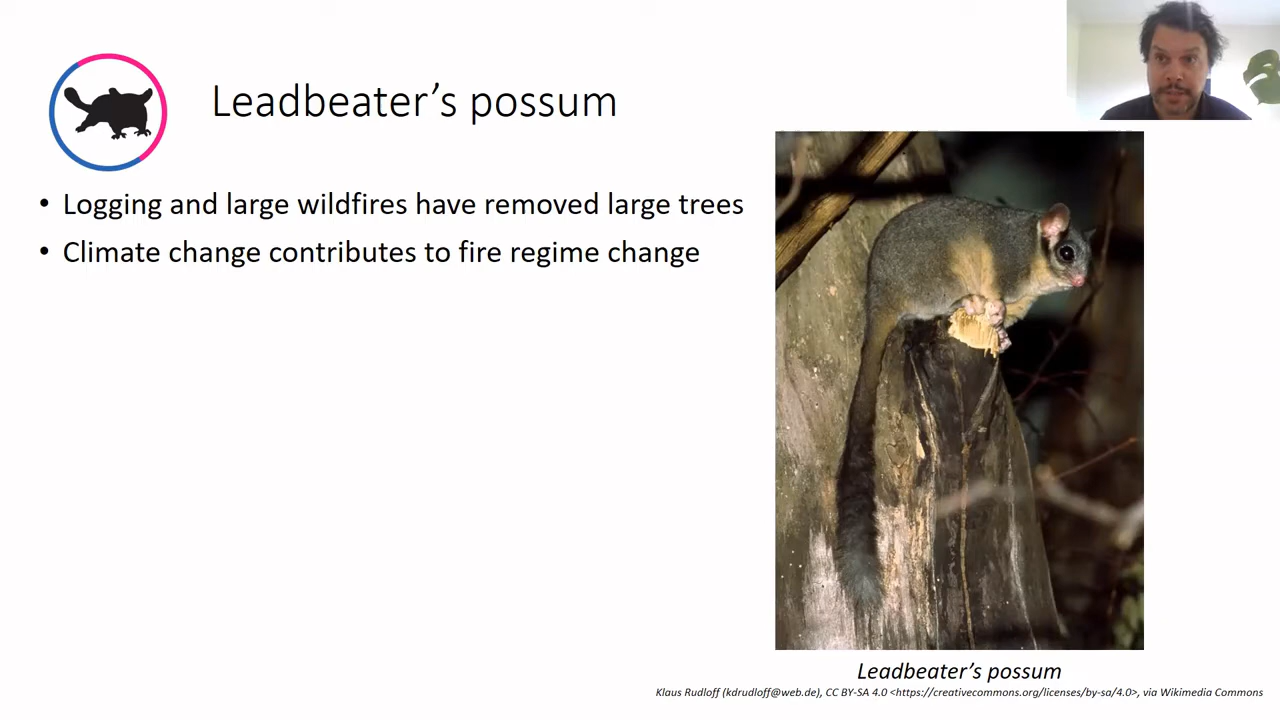 Leadbeater’s possum
• Logging and large wildfires have removed large trees
• Climate change contributes to fire regime change
Leadbeater’s possum
Klaus Rudloff (kdrudloff@web.de), CC BY-SA 4.0 <https://creativecommons.org/licenses/by-sa/4.0>, via Wikimedia Commons